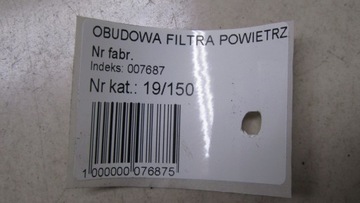 OBUDOWA FILTRA POWIETRZ
Nr fabr.
Indeks: 007687
Nr kat.: 19/150
1 000000 076875